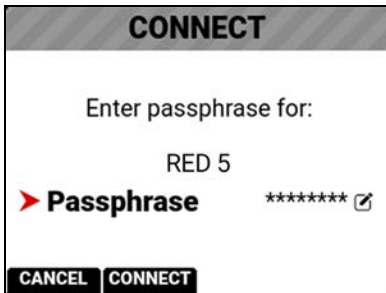 CONNECT
Enter passphrase for:
RED 5
Passphrase ********
CANCEL CONNECT